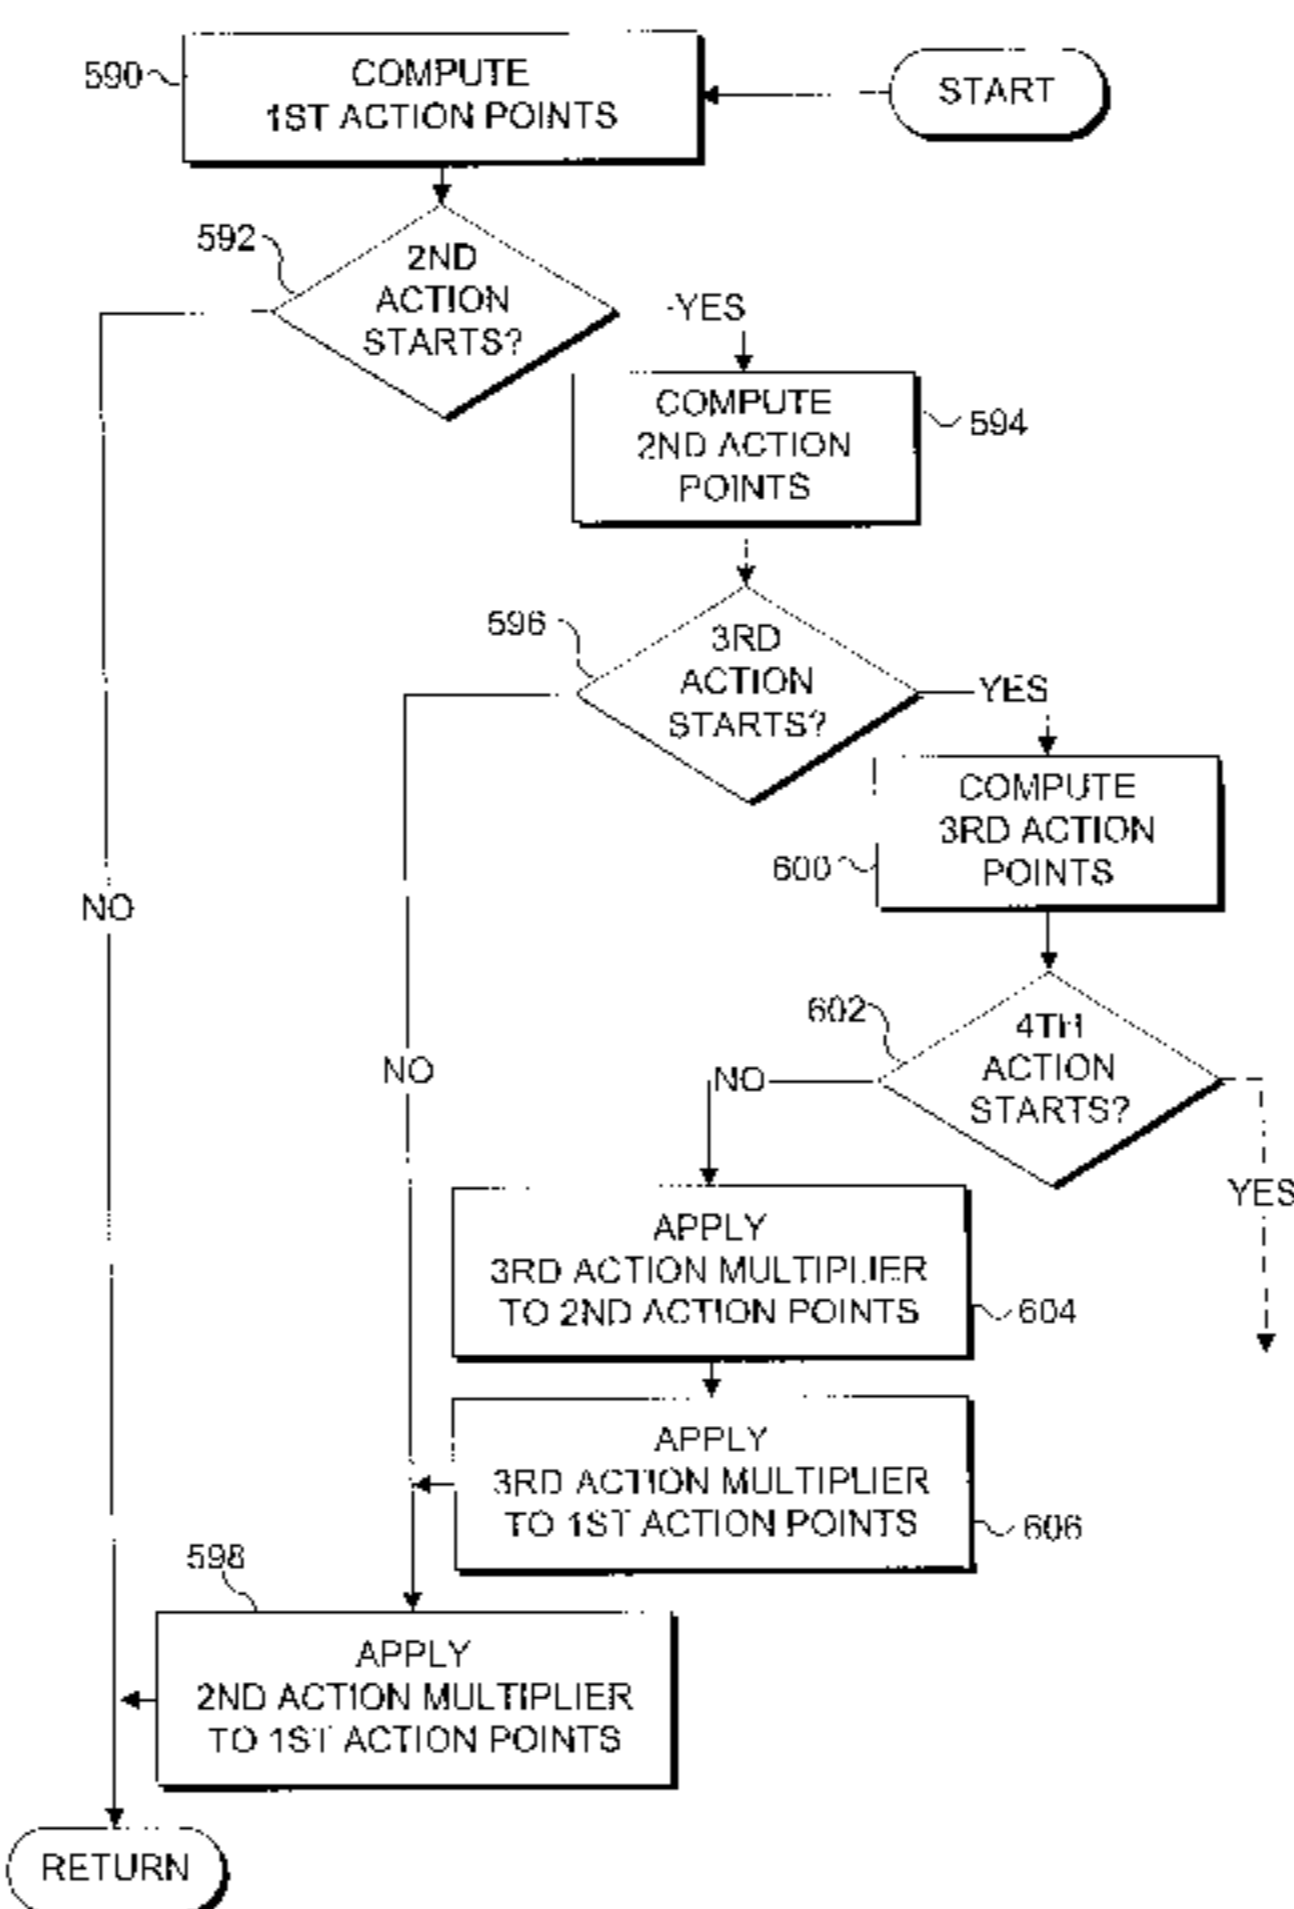 590
COMPUTE
1ST ACTION POINTS
START
592
2ND
ACTION
STARTS?
YES
COMPUTE
2ND ACTION
POINTS
594
596
3RD
ACTION
STARTS?
YES
COMPUTE
3RD ACTION
POINTS
600
NO
602
4TH
ACTION
STARTS?
NO
NO
YES
APPLY
3RD ACTION MULTIPLIER
TO 2ND ACTION POINTS
604
APPLY
3RD ACTION MULTIPLIER
TO 1ST ACTION POINTS
606
598
APPLY
2ND ACTION MULTIPLIER
TO 1ST ACTION POINTS
RETURN